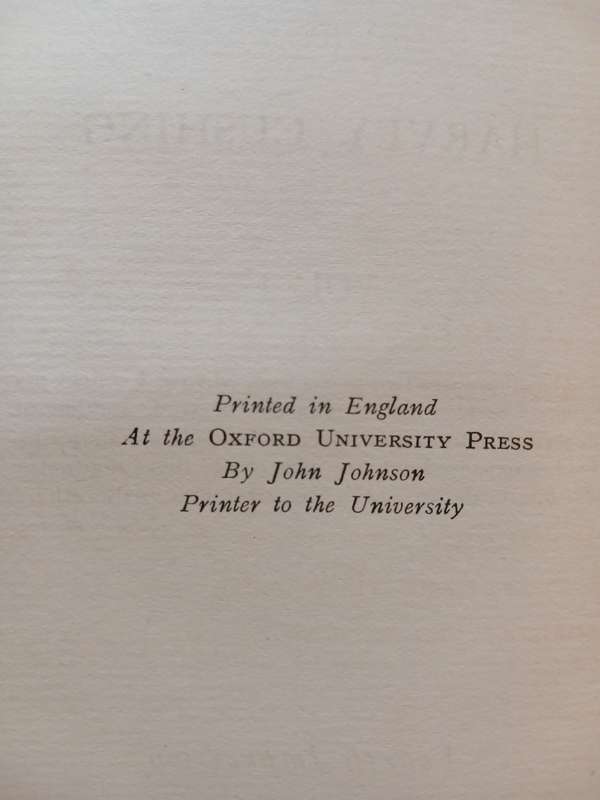 Printed in England
At the OXFORD UNIVERSITY PRESS
By John Johnson
Printer to the University